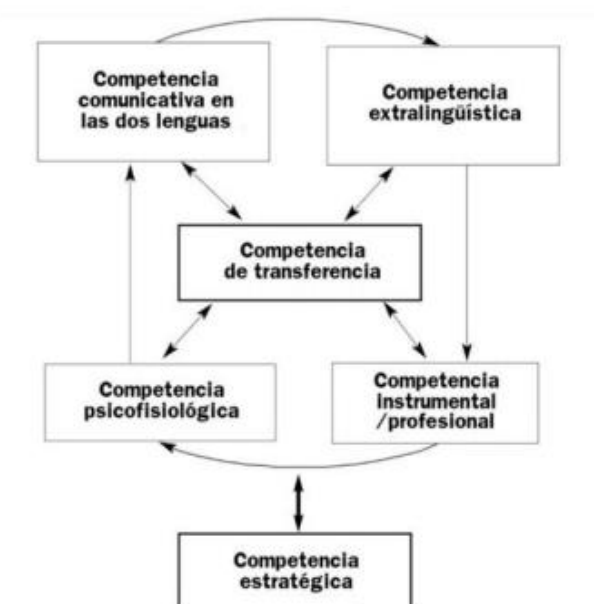 Competencia
comunicativa en
las dos lenguas
Competencia
extralingüística
Competencia
de transferencia
Competencia
psicofisiológica
Competencia
instrumental
/profesional
Competencia
estratégica